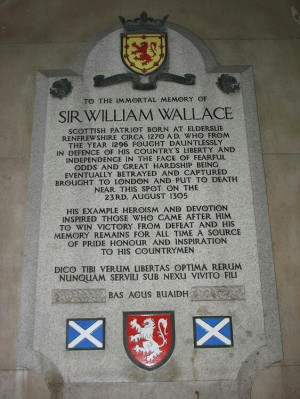 TO THE IMMORTAL MEMORY OF
SIR WILLIAM WALLACE
SCOTTISH PATRIOT BORN AT ELDERSLIE
RENFREWSHIRE CIRCA 1270 A.D. WHO FROM
THE YEAR 1296 FOUGHT DAUNTLESSLY
IN DEFENCE OF HIS COUNTRY'S LIBERTY AND
INDEPENDENCE IN THE FACE OF FEARFUL
ODDS AND GREAT HARDSHIP BEING
EVENTUALLY BETRAYED AND CAPTURED
BROUGHT TO LONDON AND PUT TO DEATH
NEAR THIS SPOT ON THE
23RD. AUGUST 1305
HIS EXAMPLE HEROISM AND DEVOTION
INSPIRED THOSE WHO CAME AFTER HIM
TO WIN VICTORY FROM DEFEAT AND HIS
MEMORY REMAINS FOR ALL TIME A SOURCE
OF PRIDE HONOUR AND INSPIRATION
TO HIS COUNTRYMEN
DICO TIBI VERUM LIBERTAS OPTIMA RERUM
NUNQUAM SERVILI SUB NEXU VIVITO FILI
BAS AGUS BUAIDH